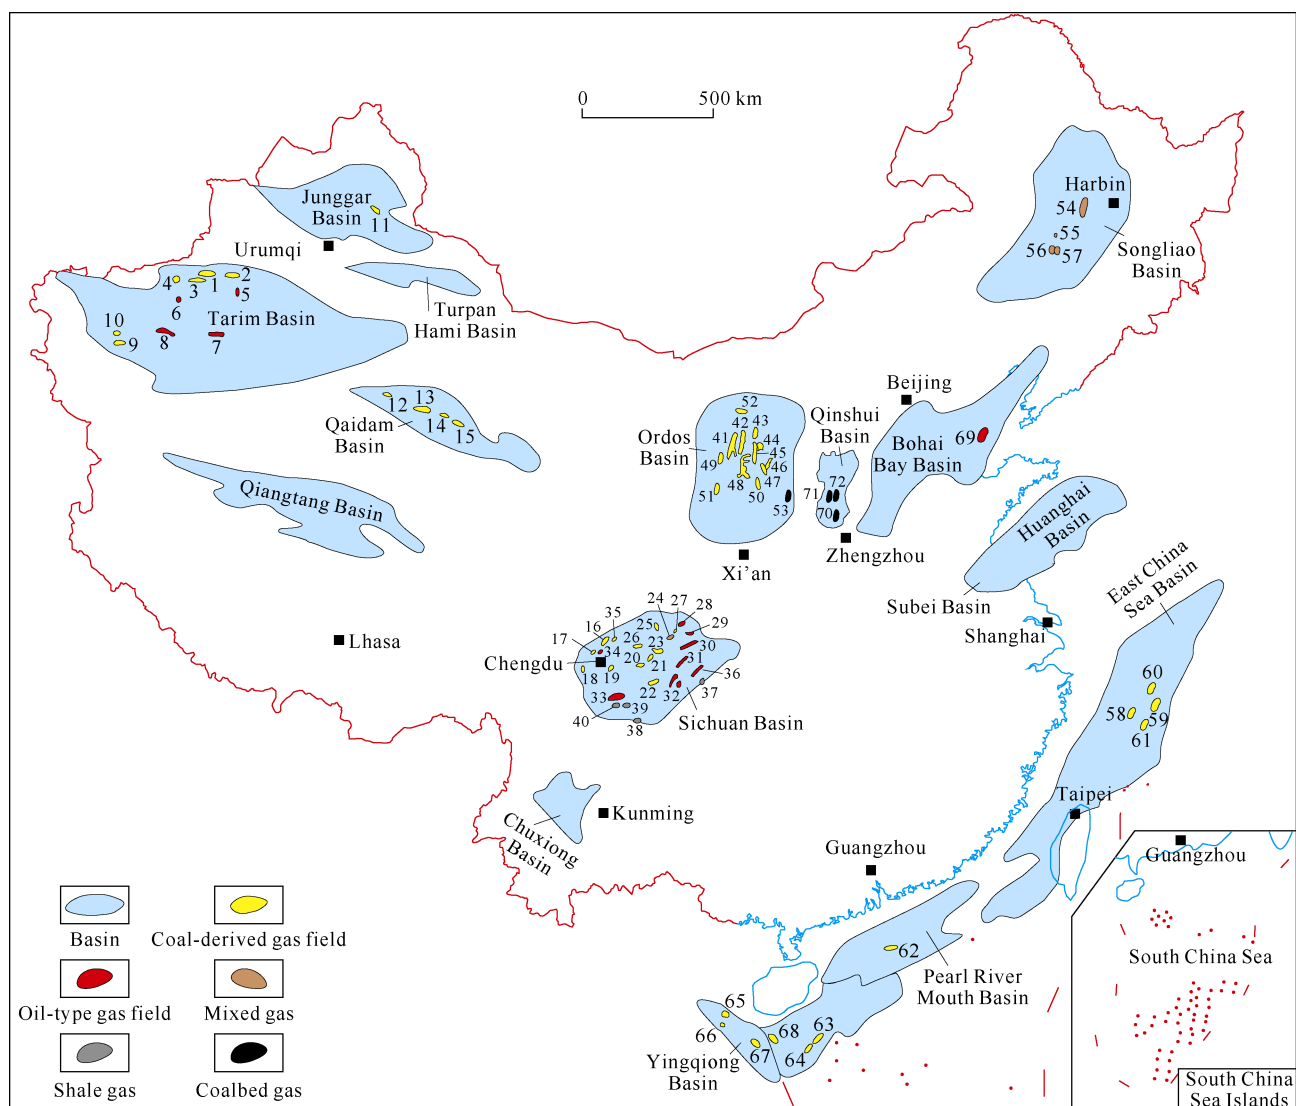 0
500 km
Junggar
Basin
11
Urumqi
Harbin
54
55
56
57
Songliao
Basin
4
3
1
2
5
6
Tarim Basin
10
9
8
7
Turpan
Hami Basin
12
13
14
15
Qaidam
Basin
Qiangtang Basin
Lhasa
Beijing
52
Ordos
Basin
41
42
43
44
45
46
47
48
49
50
51
53
Qinshui
Basin
71
72
70
Bohai
Bay Basin
69
Xi’an
Zhengzhou
Huanghai
Basin
Subei Basin
Shanghai
East China
Sea Basin
60
58
59
61
Taipei
24
27
28
29
35
16
17
25
26
23
30
34
Chengdu
20
21
31
36
18
19
22
32
37
33
39
40
38
Sichuan Basin
Chuxiong
Basin
Kunming
Guangzhou
62
Pearl River
Mouth Basin
65
66
67
68
63
64
Yingqiong
Basin
Guangzhou
South China Sea
South China
Sea Islands
Basin
Coal-derived gas field
Oil-type gas field
Mixed gas
Shale gas
Coalbed gas